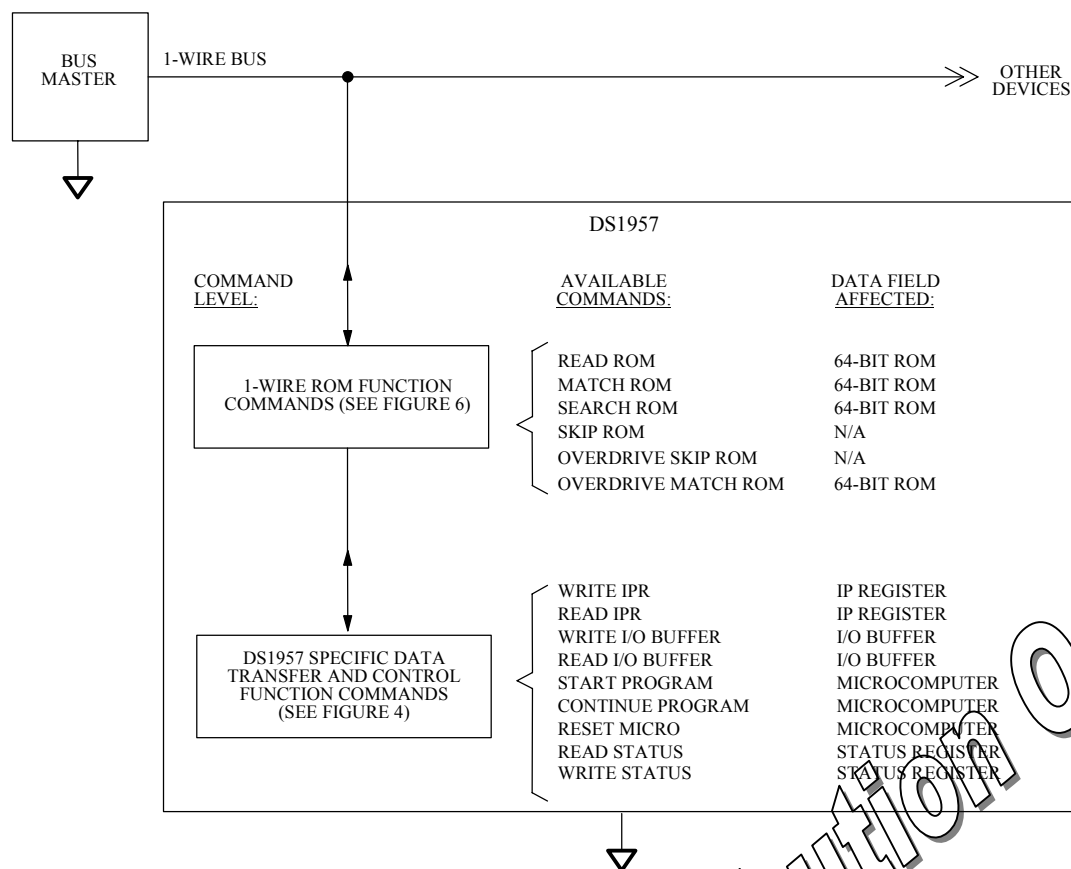 BUS
MASTER
1-WIRE BUS
OTHER
DEVICES
DS1957
COMMAND
LEVEL:
AVAILABLE
COMMANDS:
DATA FIELD
AFFECTED:
1-WIRE ROM FUNCTION
COMMANDS (SEE FIGURE 6)
READ ROM 64-BIT ROM
MATCH ROM 64-BIT ROM
SEARCH ROM 64-BIT ROM
SKIP ROM N/A
OVERDRIVE SKIP ROM N/A
OVERDRIVE MATCH ROM 64-BIT ROM
DS1957 SPECIFIC DATA
TRANSFER AND CONTROL
FUNCTION COMMANDS
(SEE FIGURE 4)
WRITE IPR IP REGISTER
READ IPR IP REGISTER
WRITE I/O BUFFER I/O BUFFER
READ I/O BUFFER I/O BUFFER
START PROGRAM MICROCOMPUTER
CONTINUE PROGRAM MICROCOMPUTER
RESET MICRO MICROCOMPUTER
READ STATUS STATUS REGISTER
WRITE STATUS STATUS REGISTER